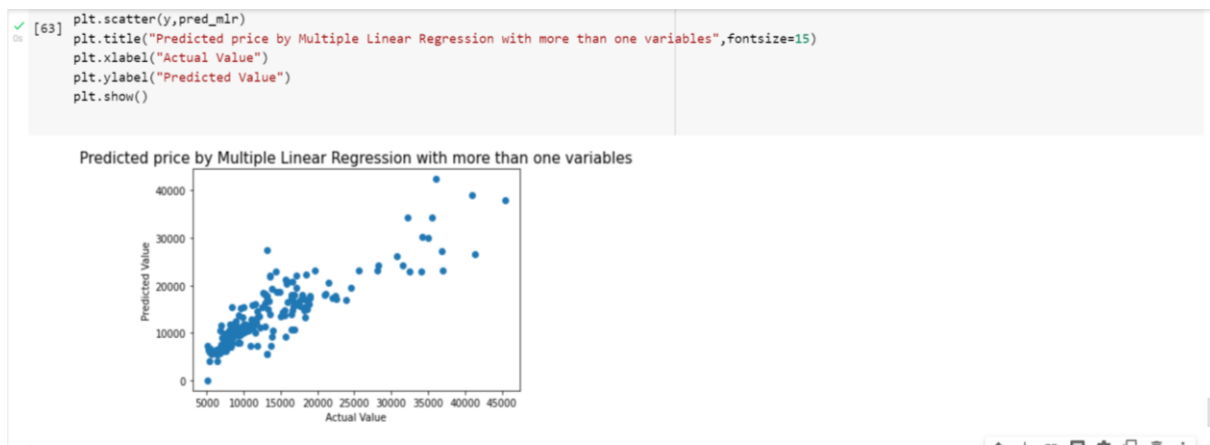 [63] plt.scatter(y,pred_mlr)
0s
plt.title("Predicted price by Multiple Linear Regression with more than one variables",fontsize=15)
plt.xlabel("Actual Value")
plt.ylabel("Predicted Value")
plt.show()
Predicted price by Multiple Linear Regression with more than one variables
40000
30000
20000
10000
0
Predicted Value
5000 10000 15000 20000 25000 30000 35000 40000 45000
Actual Value